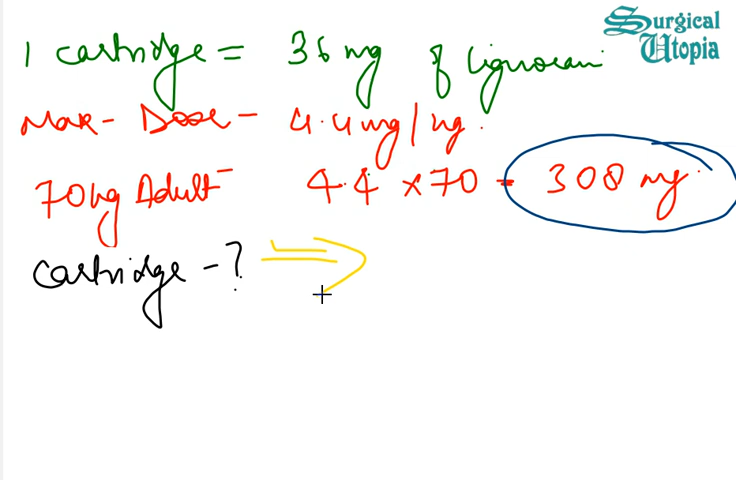 Surgical
Utopia
1 cartridge = 36 mg of lignocain
Max- Dose - 4.4 mg/kg.
70kg Adult - 4.4 × 70 - 308 mg.
cartridge - ?